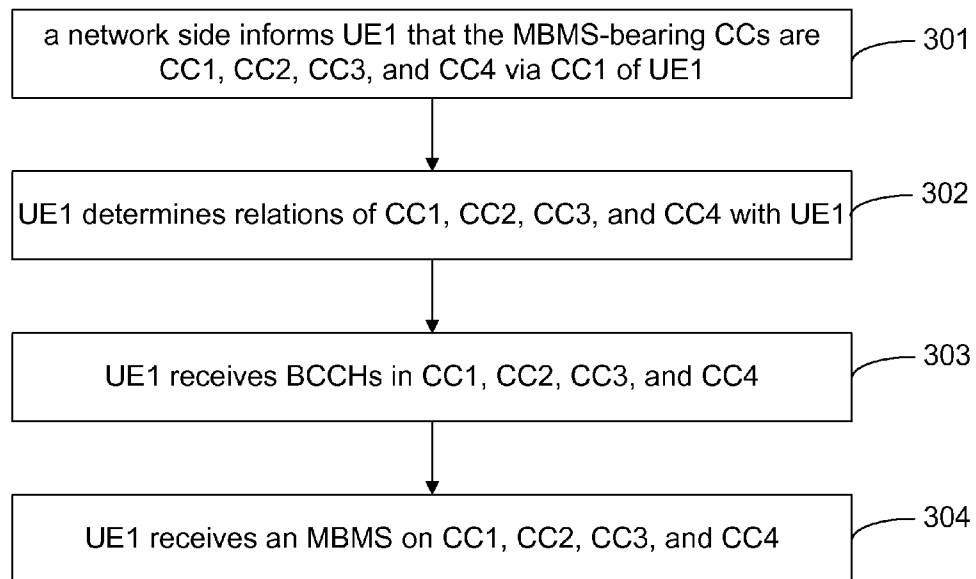 a network side informs UE1 that the MBMS-bearing CCs are
CC1, CC2, CC3, and CC4 via CC1 of UE1
301
UE1 determines relations of CC1, CC2, CC3, and CC4 with UE1
302
UE1 receives BCCHs in CC1, CC2, CC3, and CC4
303
UE1 receives an MBMS on CC1, CC2, CC3, and CC4
304